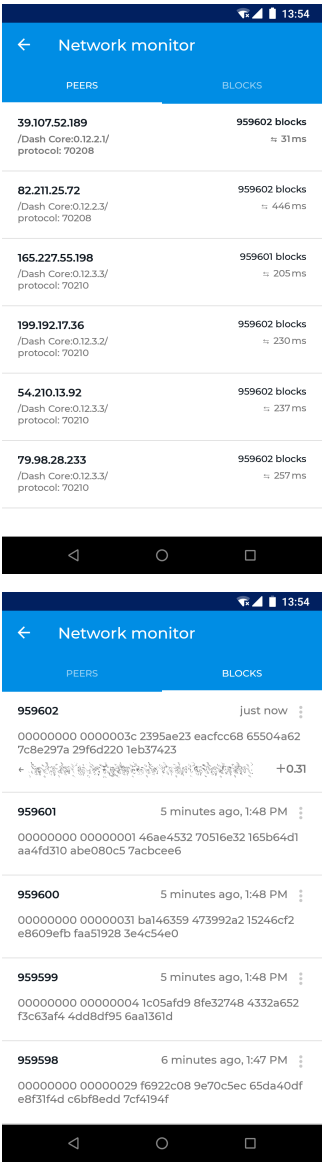 13:54
Network monitor
PEERS BLOCKS
39.107.52.189 959602 blocks
/Dash Core:0.12.2.1/ ⇆ 31 ms
protocol: 70208
82.211.25.72 959602 blocks
/Dash Core:0.12.2.3/ ⇆ 446 ms
protocol: 70208
165.227.55.198 959601 blocks
/Dash Core:0.12.3.3/ ⇆ 205 ms
protocol: 70210
199.192.17.36 959602 blocks
/Dash Core:0.12.3.2/ ⇆ 230 ms
protocol: 70210
54.210.13.92 959602 blocks
/Dash Core:0.12.3.3/ ⇆ 237 ms
protocol: 70210
79.98.28.233 959602 blocks
/Dash Core:0.12.3.3/ ⇆ 257 ms
protocol: 70210
13:54
Network monitor
PEERS BLOCKS
959602 just now
00000000 0000003c 2395ae23 eacfcc68 65504a62
7c8e297a 29f6d220 1eb37423
← +0.31
959601 5 minutes ago, 1:48 PM
00000000 00000001 46ae4532 70516e32 165b64d1
aa4fd310 abe080c5 7acbcee6
959600 5 minutes ago, 1:48 PM
00000000 00000031 ba146359 473992a2 15246cf2
e8609efb faa51928 3e4c54e0
959599 5 minutes ago, 1:48 PM
00000000 00000004 1c05afd9 8fe32748 4332a652
f3c63af4 4dd8df95 6aa1361d
959598 6 minutes ago, 1:47 PM
00000000 00000029 f6922c08 9e70c5ec 65da40df
e8f31f4d c6bf8edd 7cf4194f